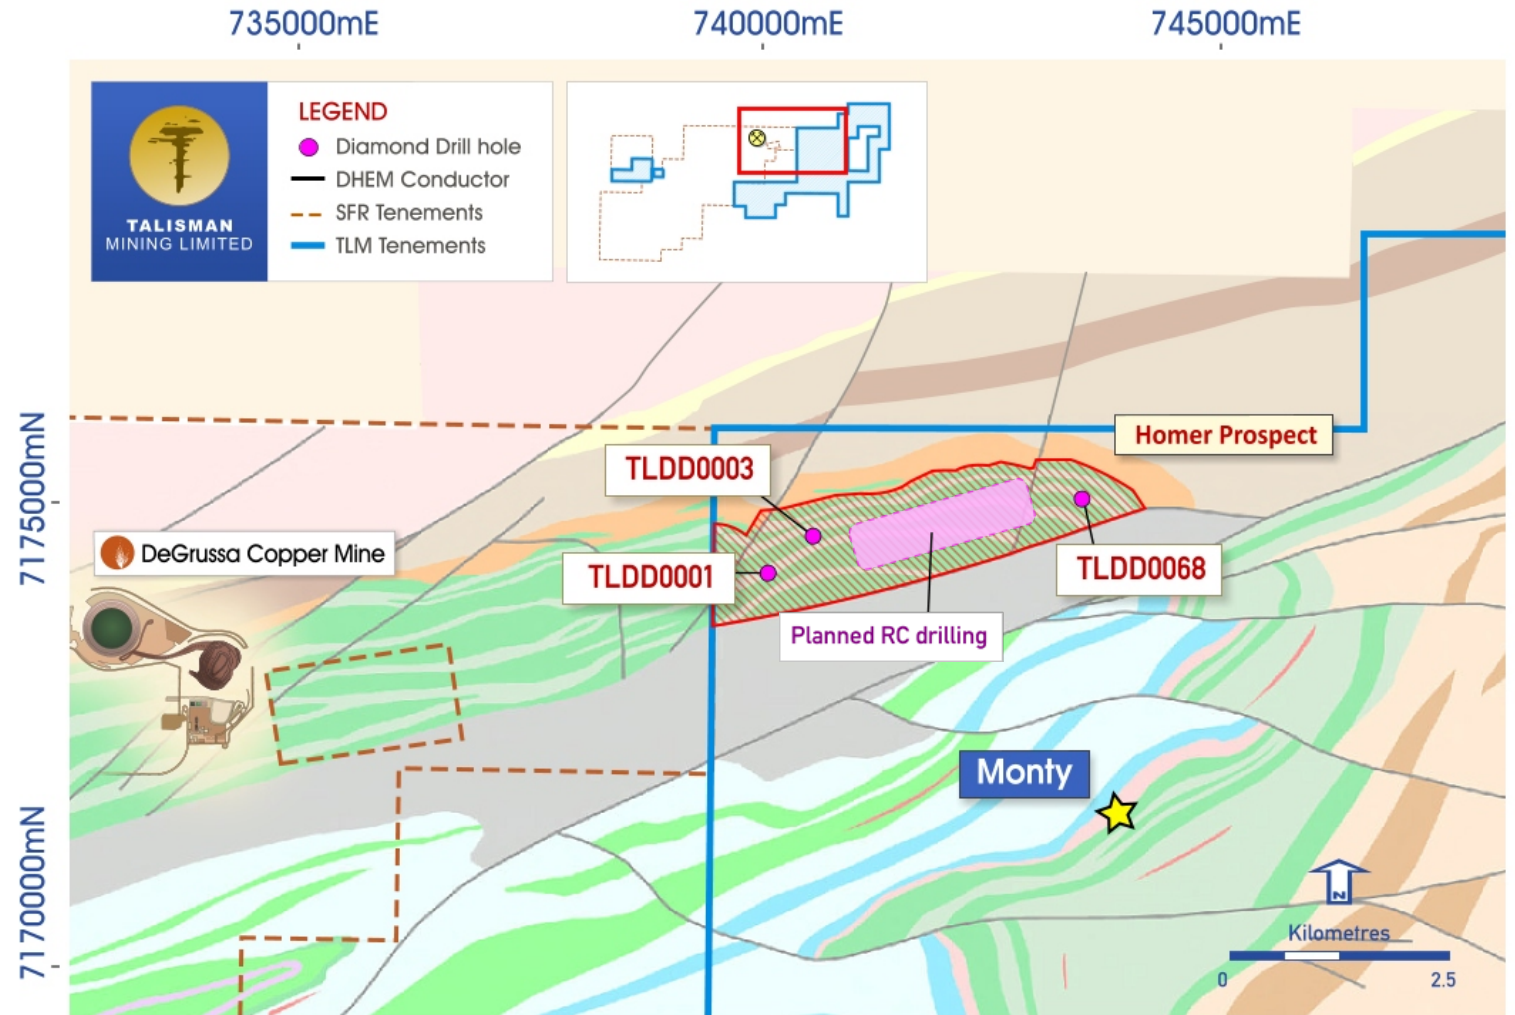 735000mE
740000mE
745000mE
LEGEND
Diamond Drill hole
DHEM Conductor
SFR Tenements
TLM Tenements
TALISMAN
MINING LIMITED
7175000mN
7170000mN
Homer Prospect
TLDD0003
DeGrussa Copper Mine
TLDD0001
TLDD0068
Planned RC drilling
Monty
N
Kilometres
0
2.5